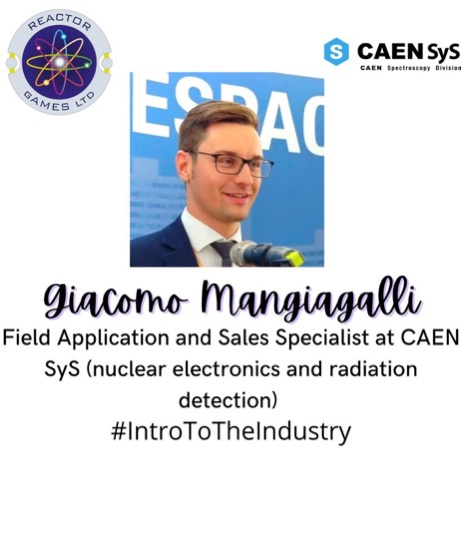 REACTOR
GAMES LTD
S CAEN SyS
CAEN Spectroscopy Division
ESPAC
Giacomo Mangiagalli
Field Application and Sales Specialist at CAEN
SyS (nuclear electronics and radiation
detection)
#IntroToTheIndustry